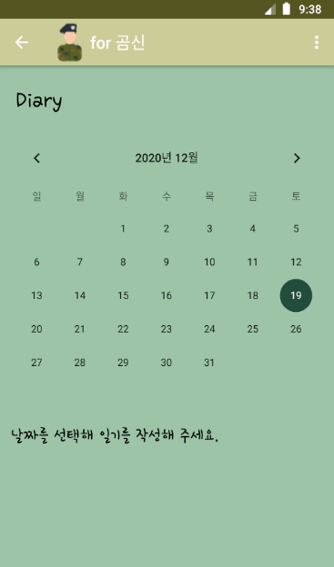 9:38
for 곰신
Diary
2020년 12월
일 월 화 수 목 금 토
1 2 3 4 5
6 7 8 9 10 11 12
13 14 15 16 17 18 19
20 21 22 23 24 25 26
27 28 29 30 31
날짜를 선택해 일기를 작성해 주세요.